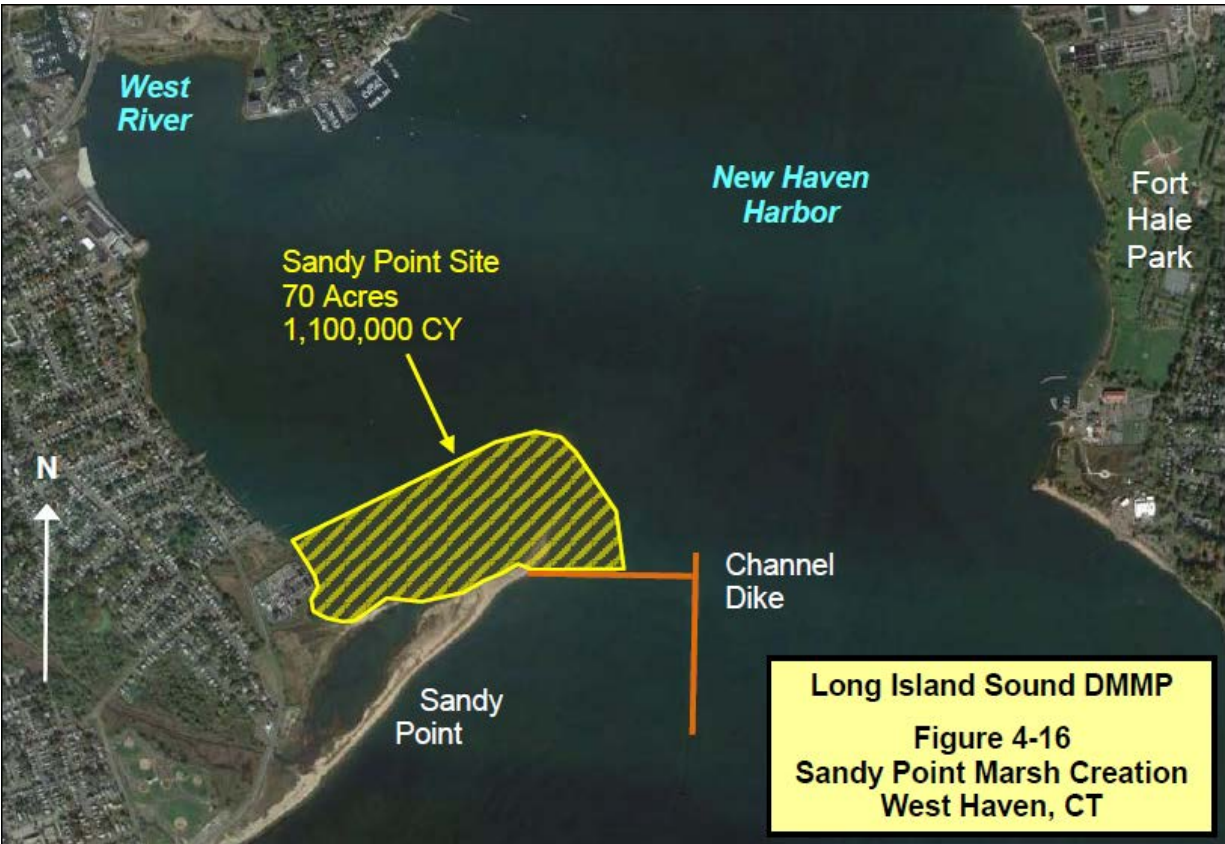 West
River
New Haven
Harbor
Fort
Hale
Park
Sandy Point Site
70 Acres
1,100,000 CY
N
Channel
Dike
Sandy
Point
Long Island Sound DMMP
Figure 4-16
Sandy Point Marsh Creation
West Haven, CT